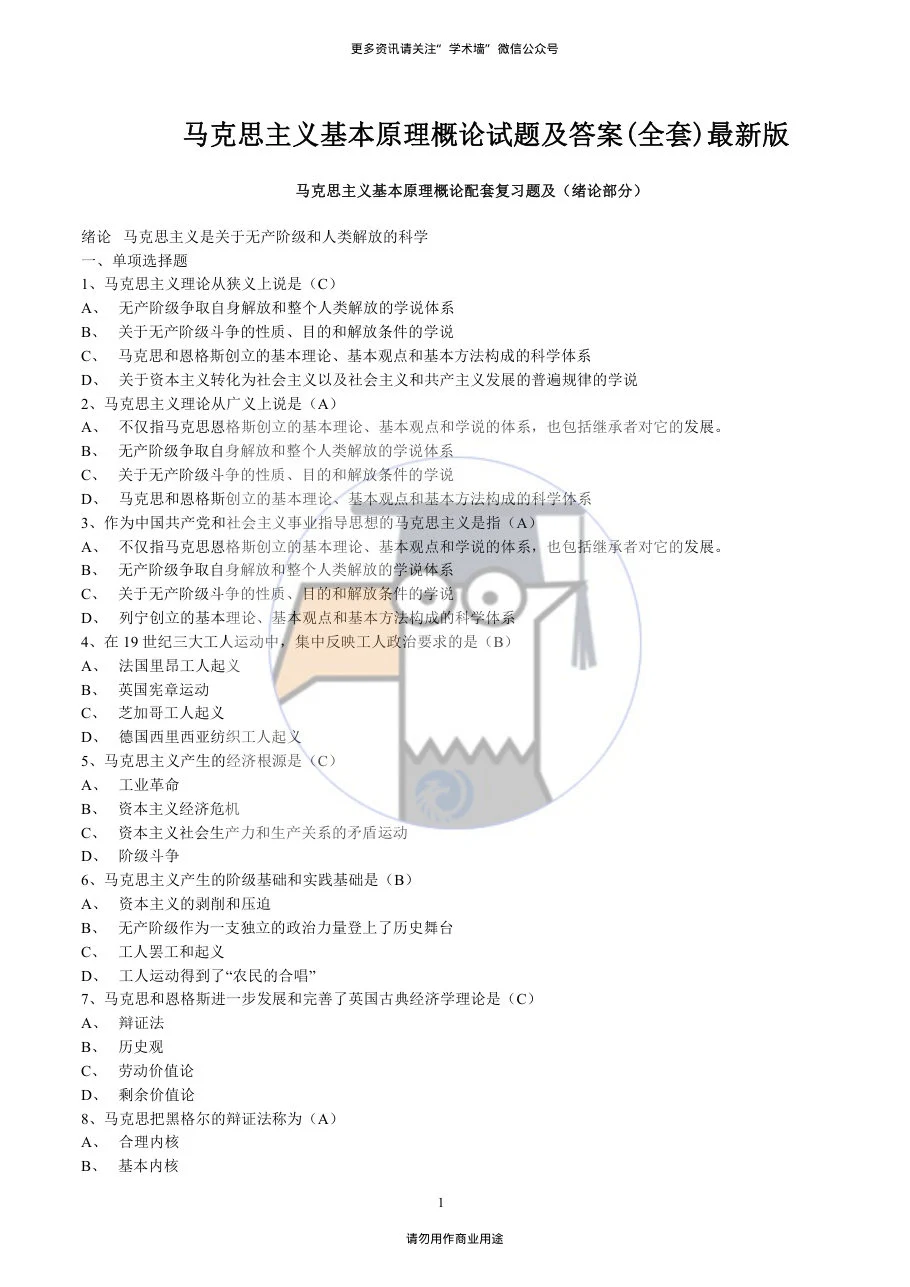 更多资讯请关注“学术墙”微信公众号
马克思主义基本原理概论试题及答案(全套)最新版
马克思主义基本原理概论配套复习题及（绪论部分）
绪论 马克思主义是关于无产阶级和人类解放的科学
一、单项选择题
1、马克思主义理论从狭义上说是（C）
A、 无产阶级争取自身解放和整个人类解放的学说体系
B、 关于无产阶级斗争的性质、目的和解放条件的学说
C、 马克思和恩格斯创立的基本理论、基本观点和基本方法构成的科学体系
D、 关于资本主义转化为社会主义以及社会主义和共产主义发展的普遍规律的学说
2、马克思主义理论从广义上说是（A）
A、 不仅指马克思恩格斯创立的基本理论、基本观点和学说的体系，也包括继承者对它的发展。
B、 无产阶级争取自身解放和整个人类解放的学说体系
C、 关于无产阶级斗争的性质、目的和解放条件的学说
D、 马克思和恩格斯创立的基本理论、基本观点和基本方法构成的科学体系
3、作为中国共产党和社会主义事业指导思想的马克思主义是指（A）
A、 不仅指马克思恩格斯创立的基本理论、基本观点和学说的体系，也包括继承者对它的发展。
B、 无产阶级争取自身解放和整个人类解放的学说体系
C、 关于无产阶级斗争的性质、目的和解放条件的学说
D、 列宁创立的基本理论、基本观点和基本方法构成的科学体系
4、在 19 世纪三大工人运动中，集中反映工人政治要求的是（B）
A、 法国里昂工人起义
B、 英国宪章运动
C、 芝加哥工人起义
D、 德国西里西亚纺织工人起义
5、马克思主义产生的经济根源是（C）
A、 工业革命
B、 资本主义经济危机
C、 资本主义社会生产力和生产关系的矛盾运动
D、 阶级斗争
6、马克思主义产生的阶级基础和实践基础是（B）
A、 资本主义的剥削和压迫
B、 无产阶级作为一支独立的政治力量登上了历史舞台
C、 工人罢工和起义
D、 工人运动得到了“农民的合唱”
7、马克思和恩格斯进一步发展和完善了英国古典经济学理论是（C）
A、 辩证法
B、 历史观
C、 劳动价值论
D、 剩余价值论
8、马克思把黑格尔的辩证法称为（A）
A、 合理内核
B、 基本内核
1
请勿用作商业用途